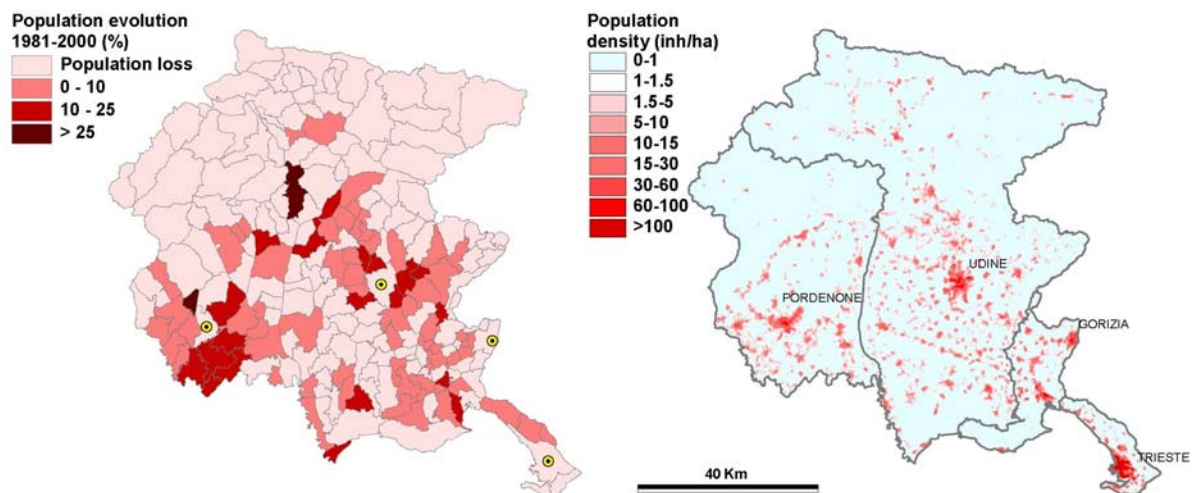 Population evolution
1981-2000 (%)
Population loss
0 - 10
10 - 25
> 25
Population
density (inh/ha)
0-1
1-1.5
1.5-5
5-10
10-15
15-30
30-60
60-100
>100
UDINE
PORDENONE
GORIZIA
TRIESTE
40 Km